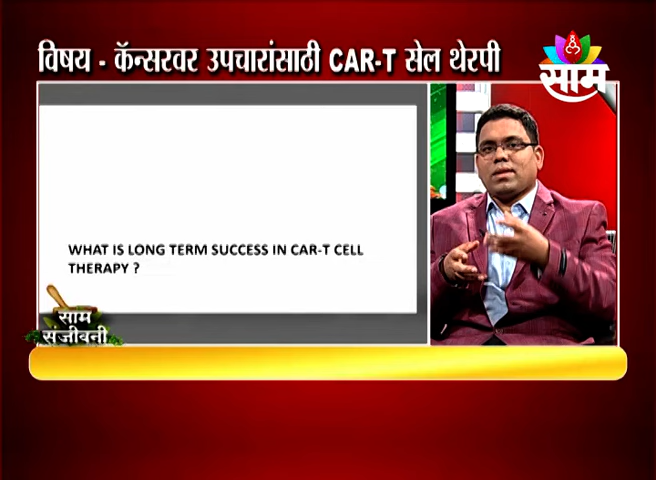 विषय - कॅन्सरवर उपचारांसाठी CAR-T सेल थेरपी
साम
WHAT IS LONG TERM SUCCESS IN CAR-T CELL
THERAPY ?
साम
संजीवनी